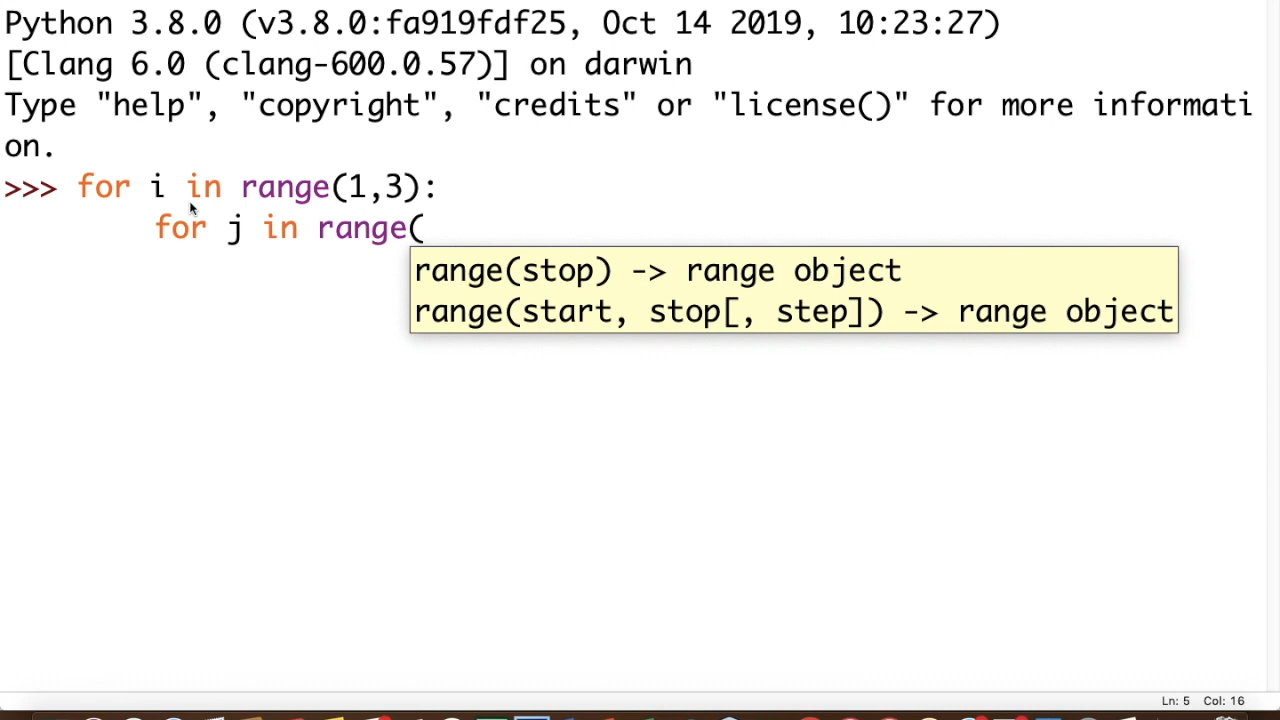 Python 3.8.0 (v3.8.0:fa919fdf25, Oct 14 2019, 10:23:27)
[Clang 6.0 (clang-600.0.57)] on darwin
Type "help", "copyright", "credits" or "license()" for more informati
on.
>>> for i in range(1,3):
for j in range(
range(stop) -> range object
range(start, stop[, step]) -> range object
Ln: 5 Col: 16